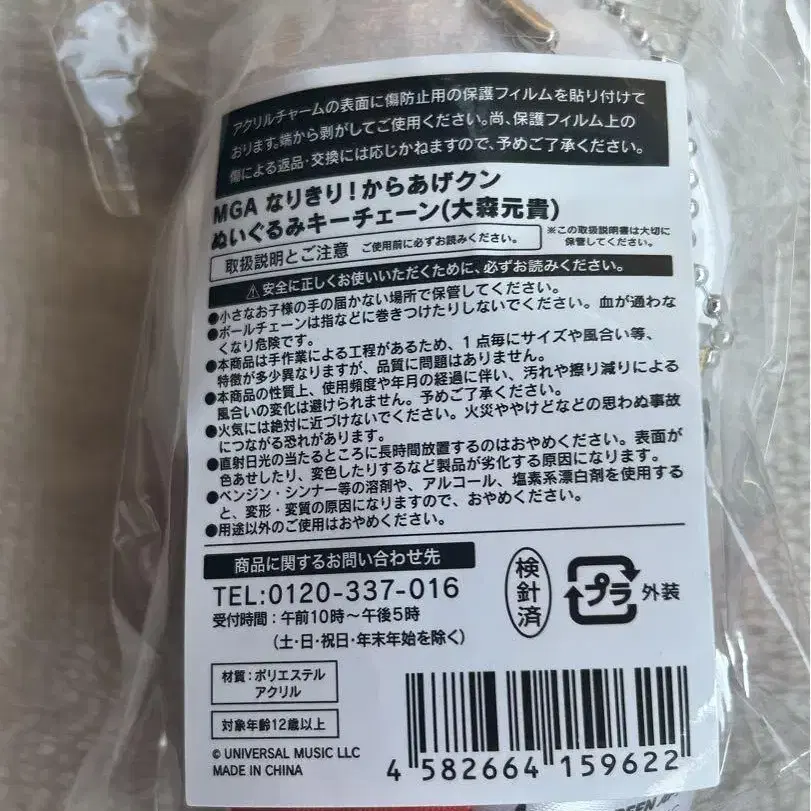 アクリルチャームの表面に傷防止用の保護フィルムを貼り付けて
おります。端から剥がしてご使用ください。尚、保護フィルム上の
傷による返品・交換には応じかねますので、予めご了承ください。
MGA なりきり!からあげクン
ぬいぐるみキーチェーン(大森元貴)
取扱説明とご注意 ご使用前に必ずお読みください。
※この取扱説明書は大切に
保管してください。
⚠安全に正しくお使いいただくために、必ずお読みください。
●小さなお子様の手の届かない場所で保管してください。
●ボールチェーンは指などに巻きつけたりしないでください。血が通わな
くなり危険です。
●本商品は手作業による工程があるため、1点毎にサイズや風合い等、
特徴が多少異なりますが、品質に問題はありません。
●本商品の性質上、使用頻度や年月の経過に伴い、汚れや擦り減りによる
風合いの変化は避けられません。予めご了承ください。
●火気には絶対に近づけないでください。火災ややけどなどの思わぬ事故
につながる恐れがあります。
●直射日光の当たるところに長時間放置するのはおやめください。表面が
色あせしたり、変色したりするなど製品が劣化する原因になります。
●ベンジン・シンナー等の溶剤や、アルコール、塩素系漂白剤を使用する
と、変形・変質の原因になりますので、おやめください。
●用途以外のご使用はおやめください。
商品に関するお問い合わせ先
TEL:0120-337-016
受付時間:午前10時~午後5時
(土・日・祝日・年末年始を除く)
検針済
プラ 外装
材質:ポリエステル
アクリル
対象年齢12歳以上
© UNIVERSAL MUSIC LLC
MADE IN CHINA
4 582664 159622